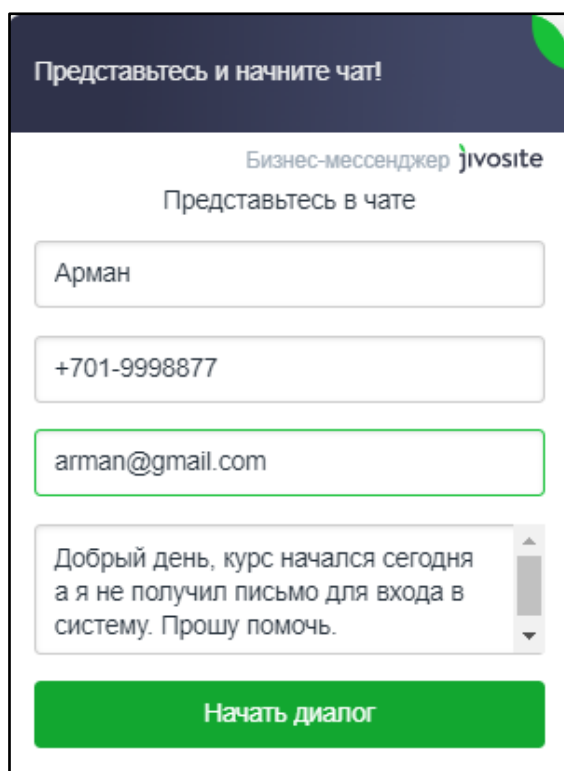 Представьтесь и начните чат!
Бизнес-мессенджер jivosite
Представьтесь в чате
Арман
+701-9998877
arman@gmail.com
Добрый день, курс начался сегодня
а я не получил письмо для входа в
систему. Прошу помочь.
Начать диалог